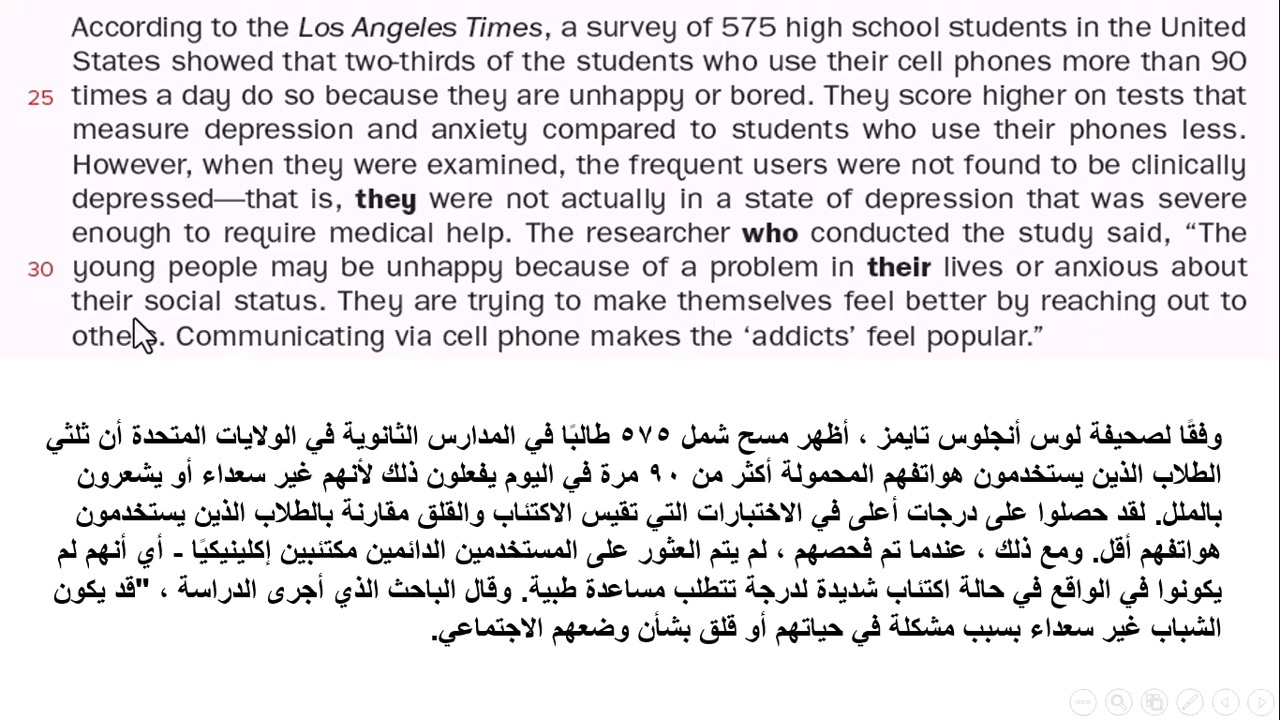 According to the Los Angeles Times, a survey of 575 high school students in the United
States showed that two-thirds of the students who use their cell phones more than 90
25 times a day do so because they are unhappy or bored. They score higher on tests that
measure depression and anxiety compared to students who use their phones less.
However, when they were examined, the frequent users were not found to be clinically
depressed—that is, they were not actually in a state of depression that was severe
enough to require medical help. The researcher who conducted the study said, “The
30 young people may be unhappy because of a problem in their lives or anxious about
their social status. They are trying to make themselves feel better by reaching out to
others. Communicating via cell phone makes the ‘addicts’ feel popular.”
وفقًا لصحيفة لوس أنجلوس تايمز ، أظهر مسح شمل ٥٧٥ طالبًا في المدارس الثانوية في الولايات المتحدة أن ثلثي
الطلاب الذين يستخدمون هواتفهم المحمولة أكثر من ٩٠ مرة في اليوم يفعلون ذلك لأنهم غير سعداء أو يشعرون
بالملل. لقد حصلوا على درجات أعلى في الاختبارات التي تقيس الاكتئاب والقلق مقارنة بالطلاب الذين يستخدمون
هواتفهم أقل. ومع ذلك ، عندما تم فحصهم ، لم يتم العثور على المستخدمين الدائمين مكتئبين إكلينيكيًا - أي أنهم لم
يكونوا في الواقع في حالة اكتئاب شديدة لدرجة تتطلب مساعدة طبية. وقال الباحث الذي أجرى الدراسة ، "قد يكون
الشباب غير سعداء بسبب مشكلة في حياتهم أو قلق بشأن وضعهم الاجتماعي.